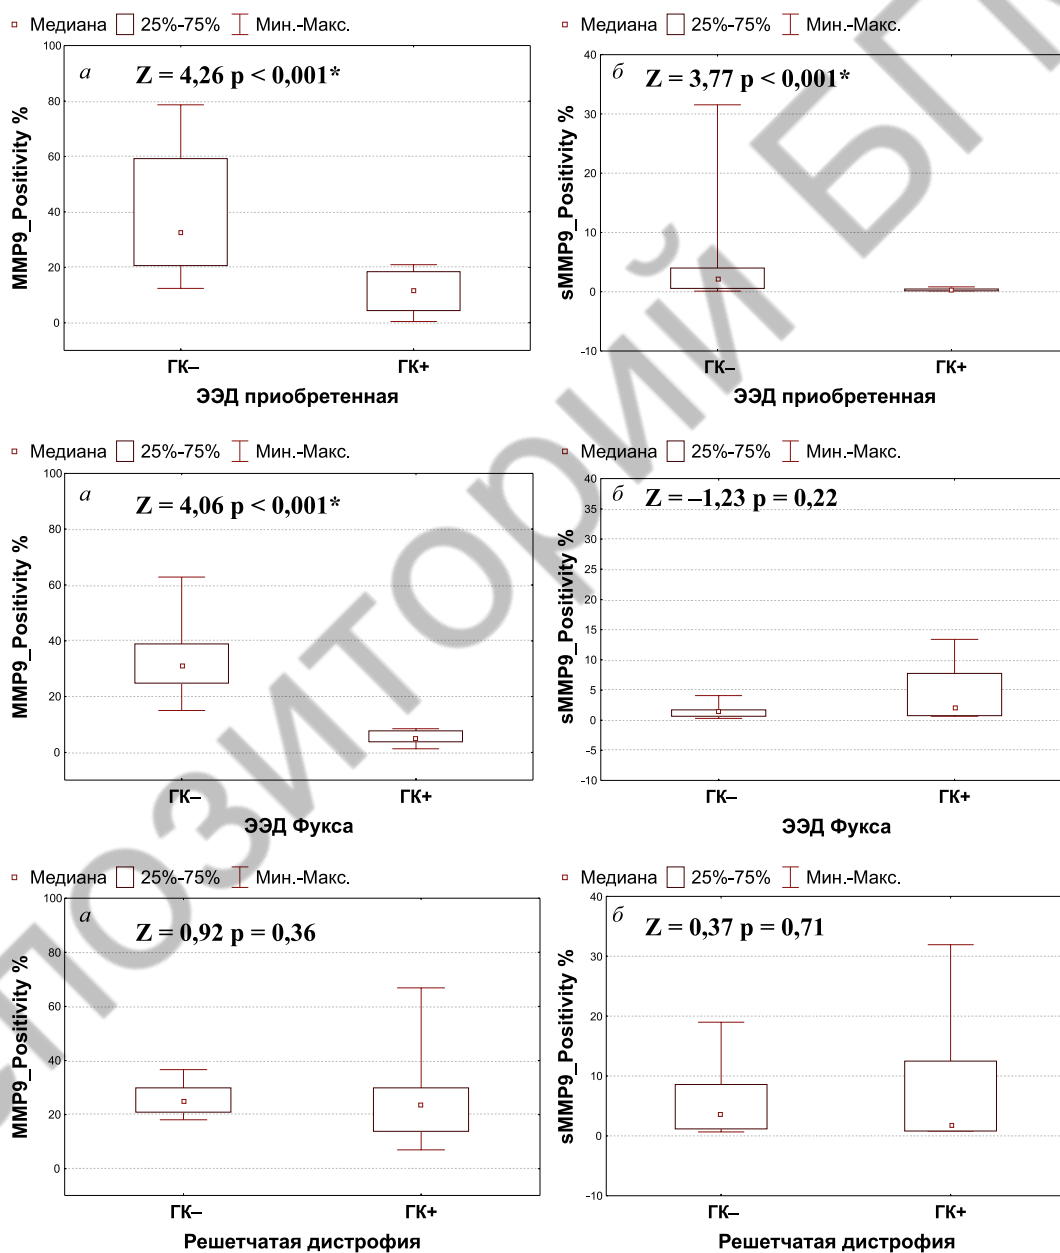 Медиана 25%-75% Мин.-Макс.
а Z = 4,26 p < 0,001*
MMP9_Positivity %
100
80
60
40
20
0
ГК– ГК+
ЭЭД приобретенная
Медиана 25%-75% Мин.-Макс.
б Z = 3,77 p < 0,001*
sMMP9_Positivity %
40
30
20
10
0
–10
ГК– ГК+
ЭЭД приобретенная
Медиана 25%-75% Мин.-Макс.
а Z = 4,06 p < 0,001*
MMP9_Positivity %
100
80
60
40
20
0
ГК– ГК+
ЭЭД Фукса
Медиана 25%-75% Мин.-Макс.
б Z = –1,23 p = 0,22
sMMP9_Positivity %
40
35
30
25
20
15
10
5
0
–5
–10
ГК– ГК+
ЭЭД Фукса
Медиана 25%-75% Мин.-Макс.
а Z = 0,92 p = 0,36
MMP9_Positivity %
100
80
60
40
20
0
ГК– ГК+
Решетчатая дистрофия
Медиана 25%-75% Мин.-Макс.
б Z = 0,37 p = 0,71
sMMP9_Positivity %
40
30
20
10
0
–10
ГК– ГК+
Решетчатая дистрофия